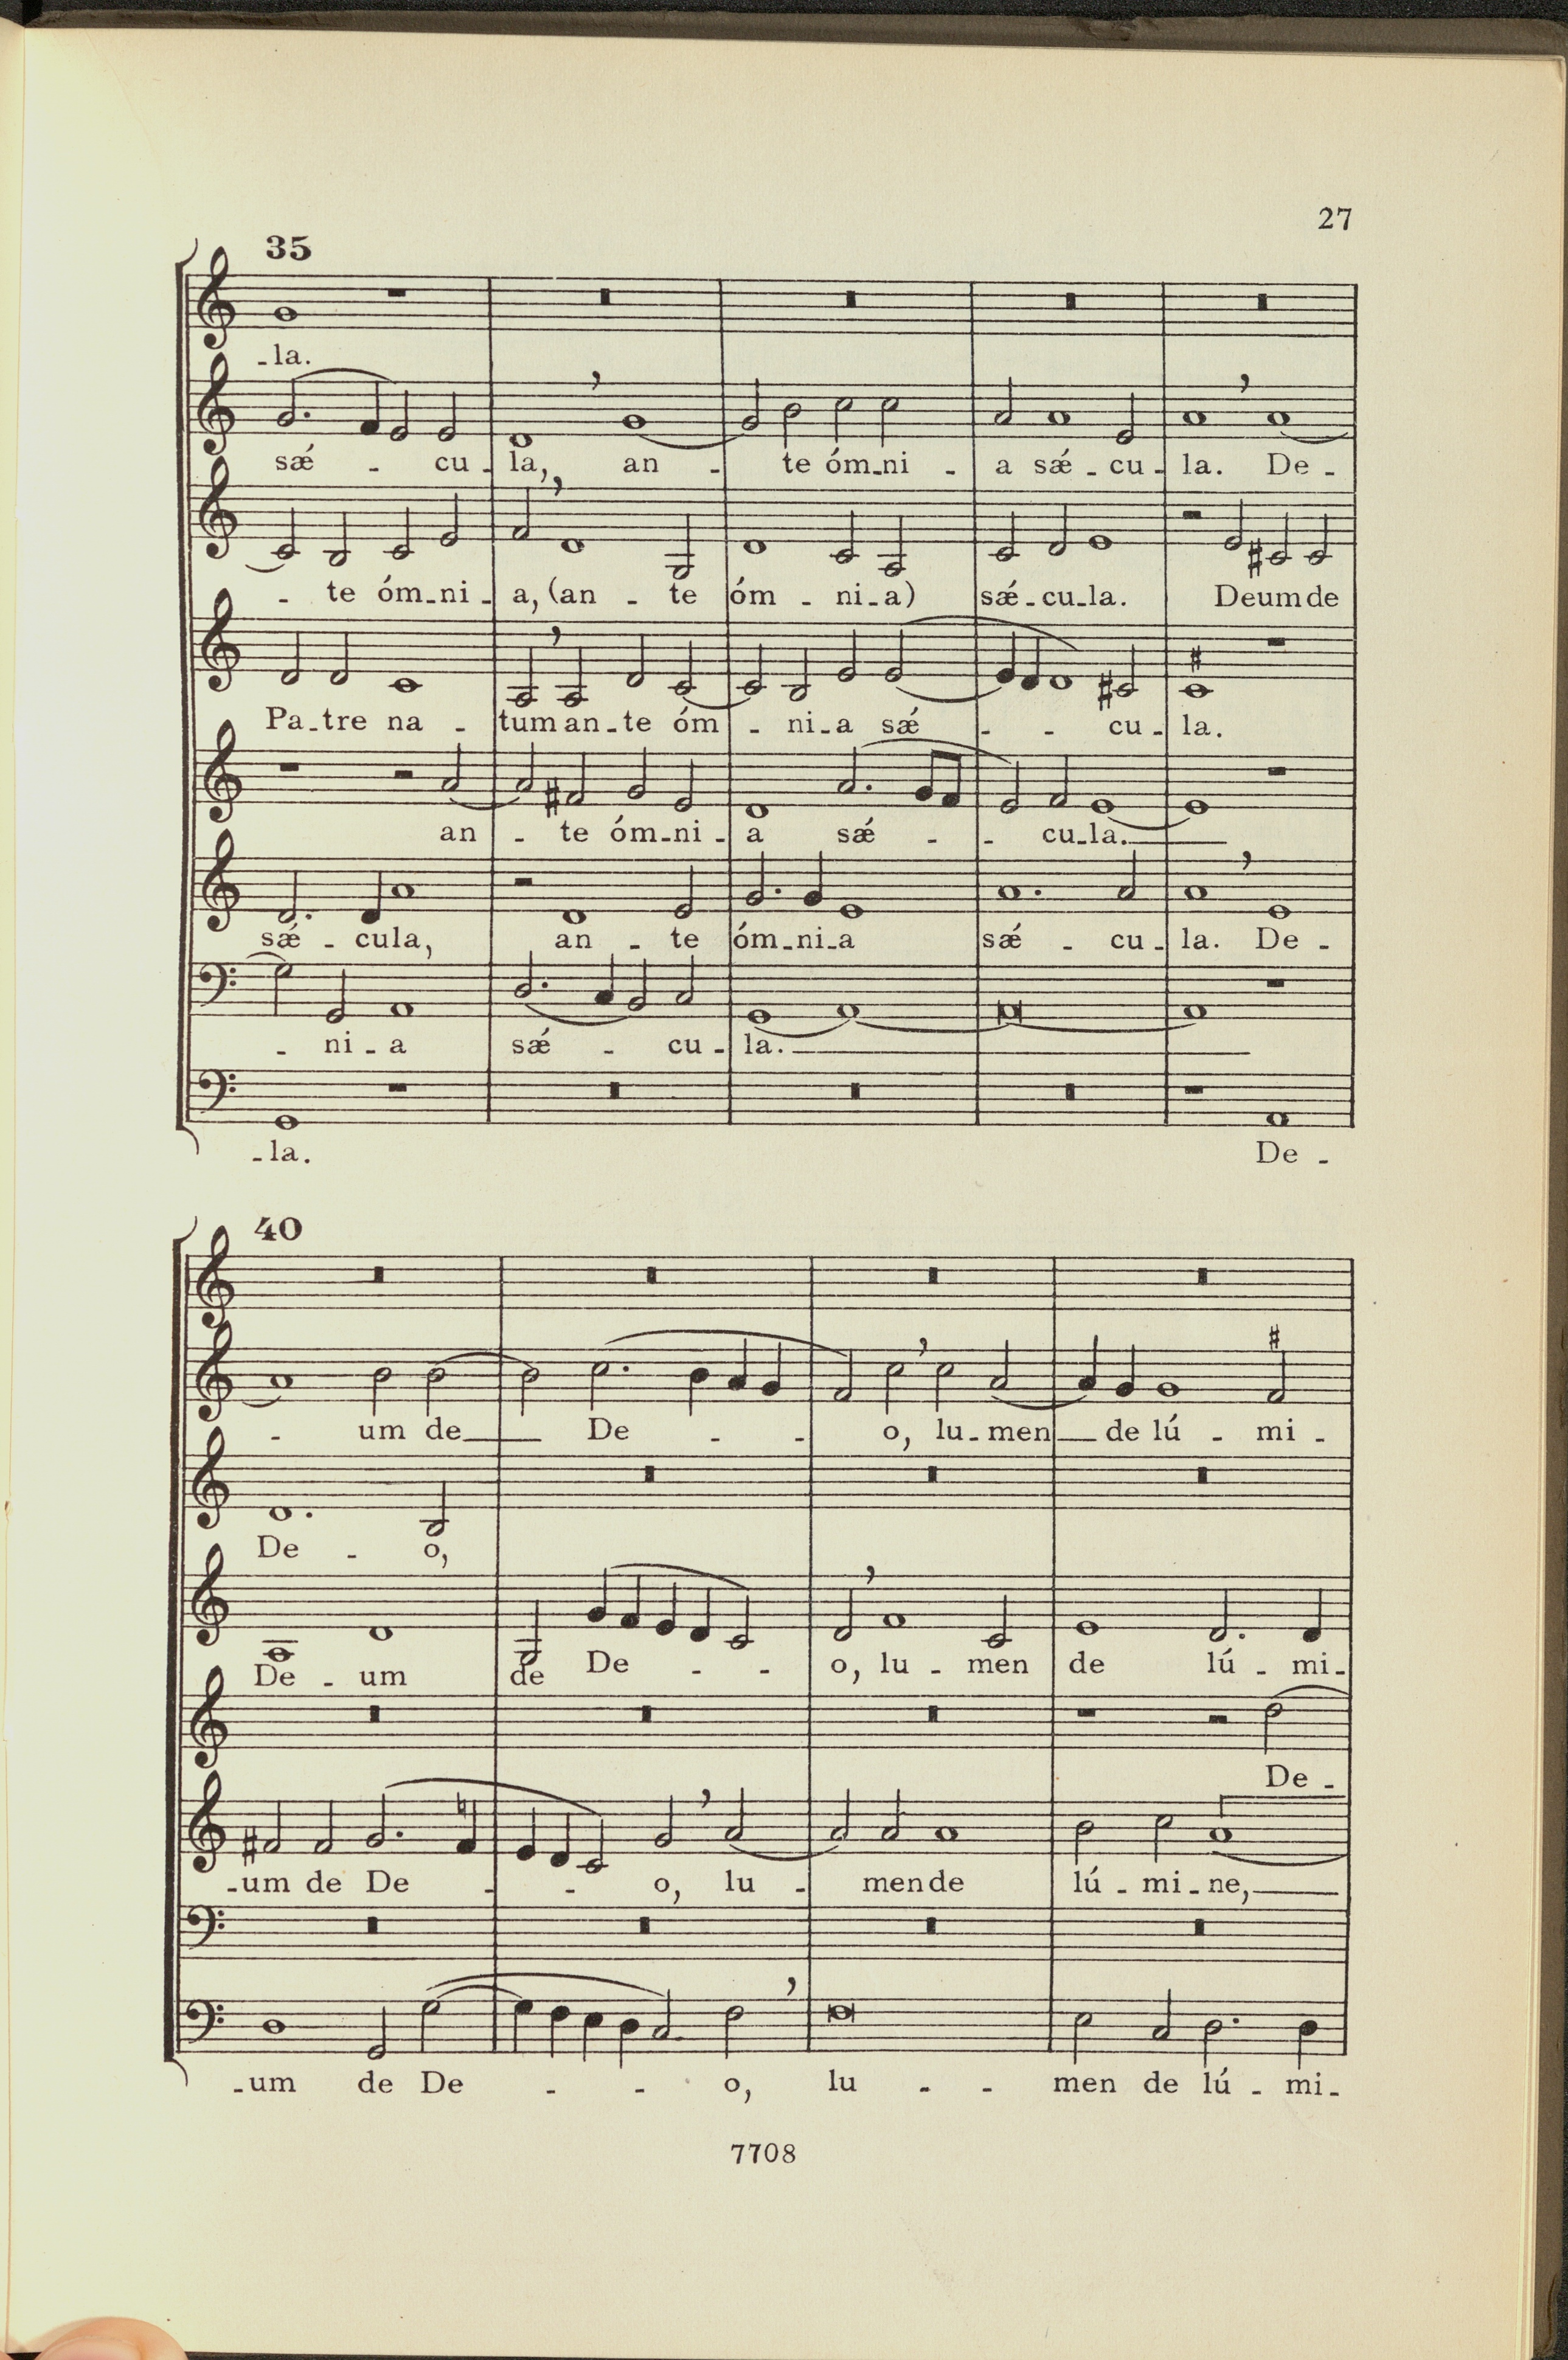 27
35
-la.
sǽ - cu - la, an - te óm-ni - a sǽ - cu - la. De -
- te óm-ni - a, (an - te óm - ni-a) sǽ-cu-la. Deum de
Pa-tre na - tum an-te óm - ni-a sǽ - - cu - la.
an - te óm-ni - a sǽ - - cu-la.
sǽ - cula, an - te óm-ni-a sǽ - cu - la. De -
- ni - a sǽ - cu - la.
-la. De -
40
- um de De - - o, lu-men de lú - mi -
De - o,
De - um de De - - o, lu - men de lú - mi-
De -
-um de De - - o, lu - men de lú - mi-ne,
-um de De - - o, lu - - men de lú - mi-
7708